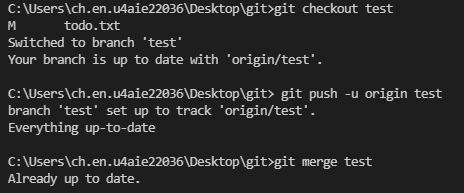 C:\Users\ch.en.u4aie22036\Desktop\git>git checkout test
M       todo.txt
Switched to branch 'test'
Your branch is up to date with 'origin/test'.
C:\Users\ch.en.u4aie22036\Desktop\git> git push -u origin test
branch 'test' set up to track 'origin/test'.
Everything up-to-date
C:\Users\ch.en.u4aie22036\Desktop\git>git merge test
Already up to date.